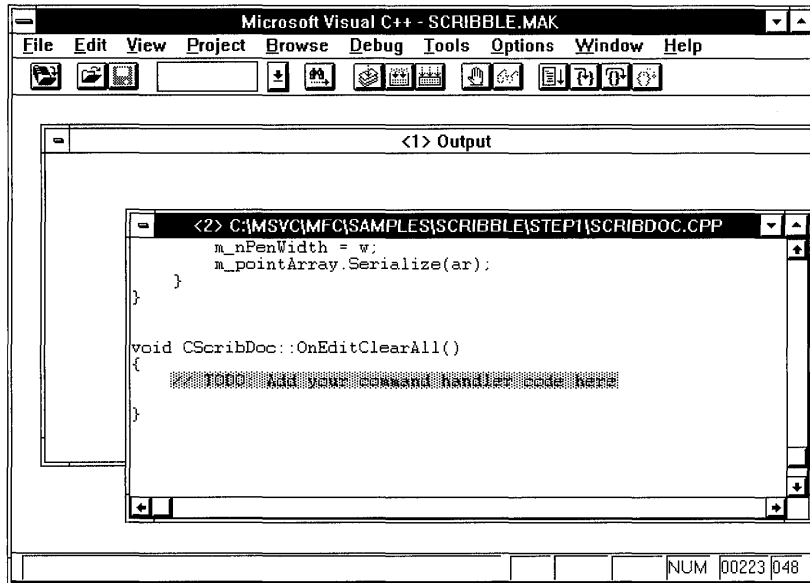 Microsoft Visual C++ - SCRIBBLE.MAK
File Edit View Project Browse Debug Tools Options Window Help
<1> Output
<2> C:\MSVC\MFC\SAMPLES\SCRIBBLE\STEP1\SCRIBDOC.CPP
m_nPenWidth = w;
m_pointArray.Serialize(ar);
}
}
void CScribDoc::OnEditClearAll()
{
// TODO: Add your command handler code here
}
NUM 00223 048